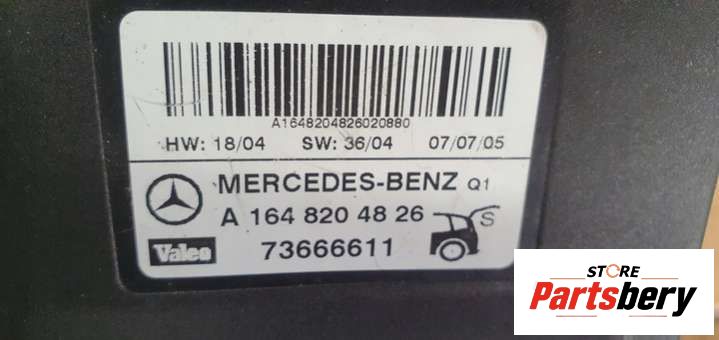 A1648204826020880
HW: 18/04 SW: 36/04 07/07/05
MERCEDES-BENZ Q1
A 164 820 48 26 S
Valeo 73666611
STORE
Partsbery